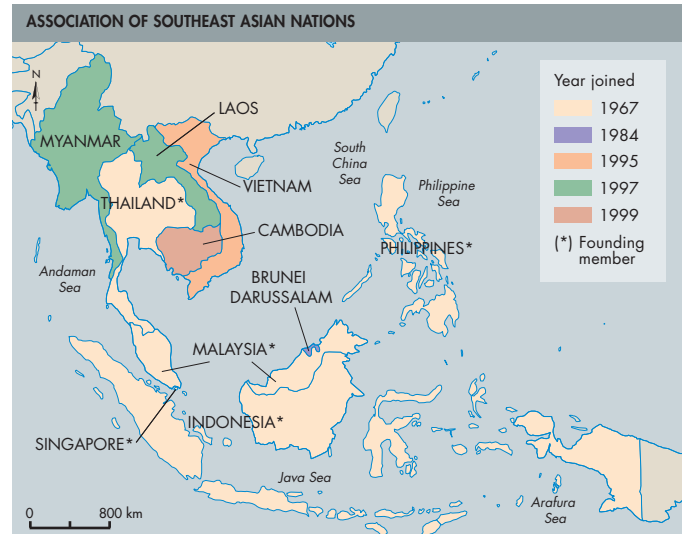 ASSOCIATION OF SOUTHEAST ASIAN NATIONS
N
Year joined
1967
1984
1995
1997
1999
(*) Founding
member
LAOS
MYANMAR
South
China
Sea
VIETNAM
Philippine
Sea
THAILAND*
CAMBODIA
PHILIPPINES*
Andaman
Sea
BRUNEI
DARUSSALAM
MALAYSIA*
INDONESIA*
SINGAPORE*
Java Sea
Arafura
Sea
0 800 km